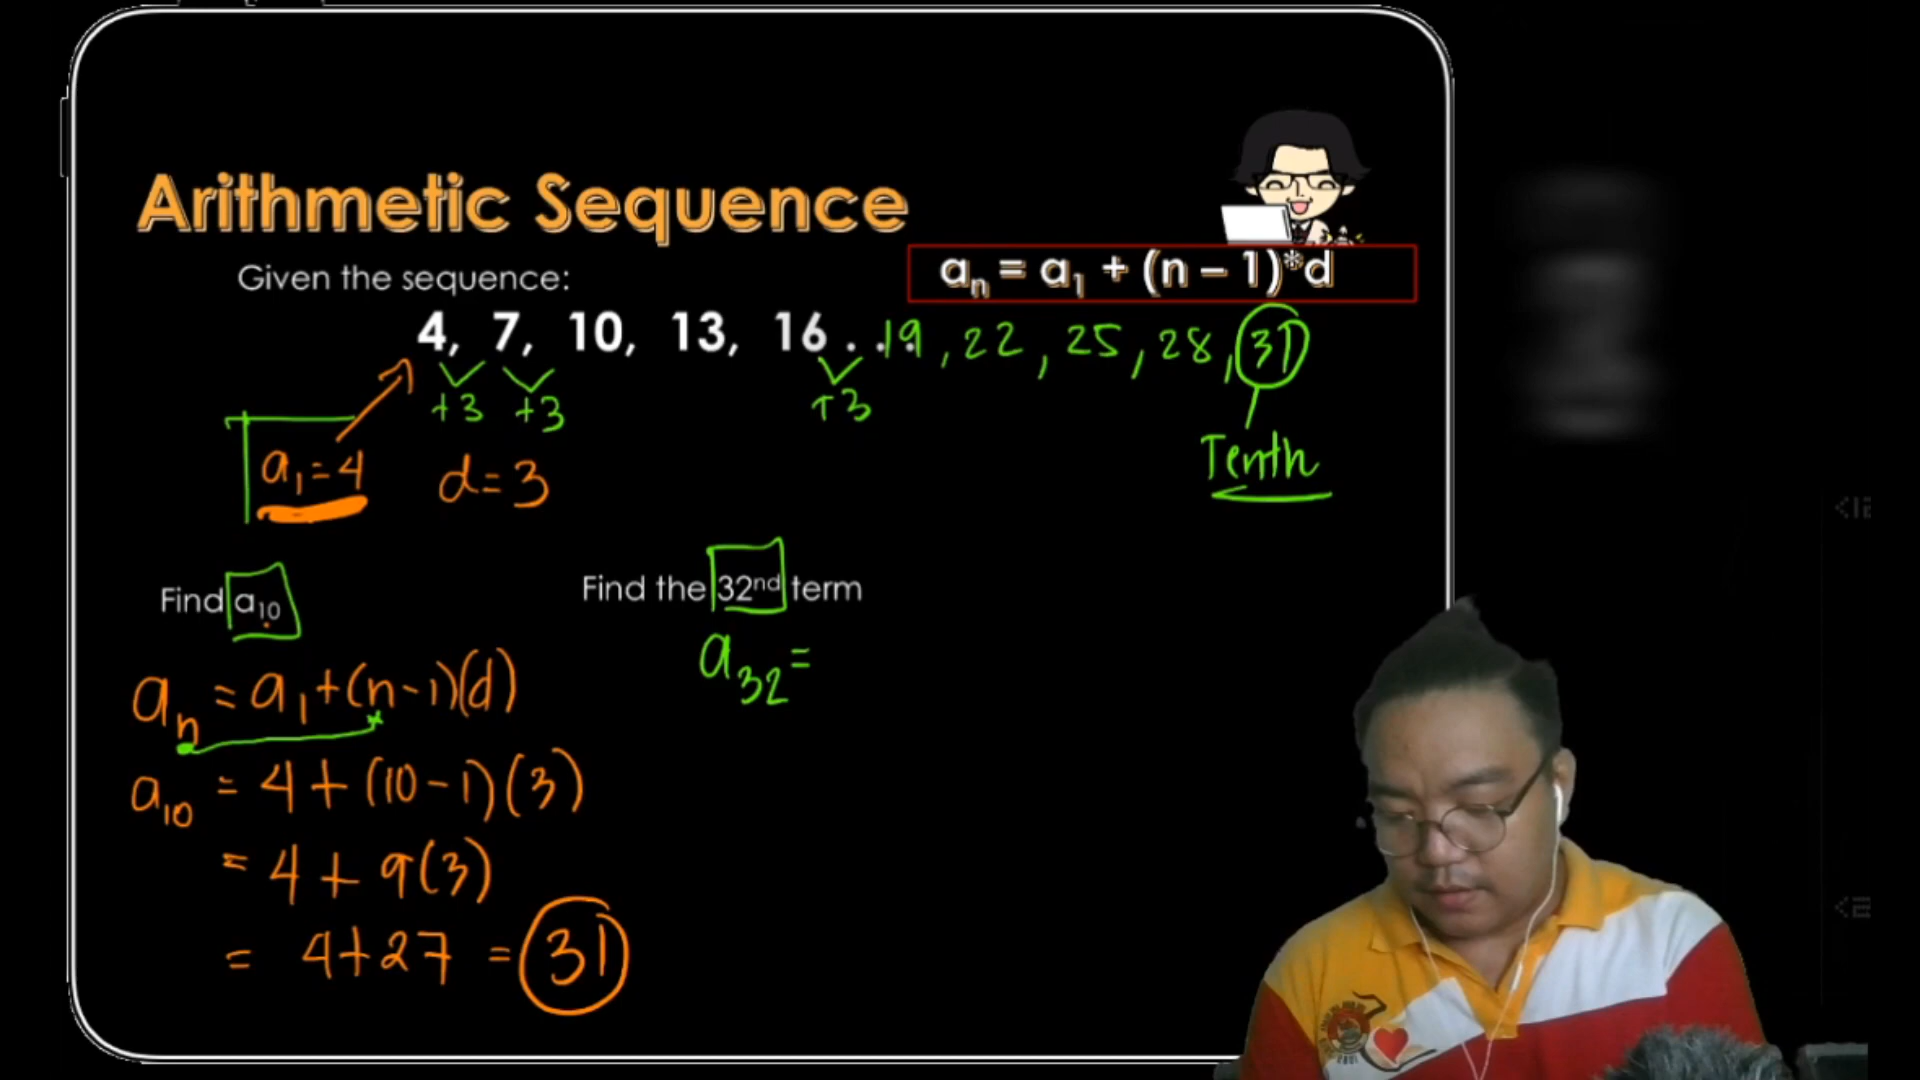 Arithmetic Sequence
Given the sequence:
aₙ = a₁ + (n – 1)*d
4, 7, 10, 13, 16 . . . 19, 22, 25, 28, 31
+3 +3 +3
Tenth
a₁ = 4 d = 3
Find a₁₀
Find the 32ⁿᵈ term
aₙ = a₁ + (n - 1)(d)
a₃₂ =
a₁₀ = 4 + (10 - 1)(3)
= 4 + 9(3)
= 4 + 27 = 31